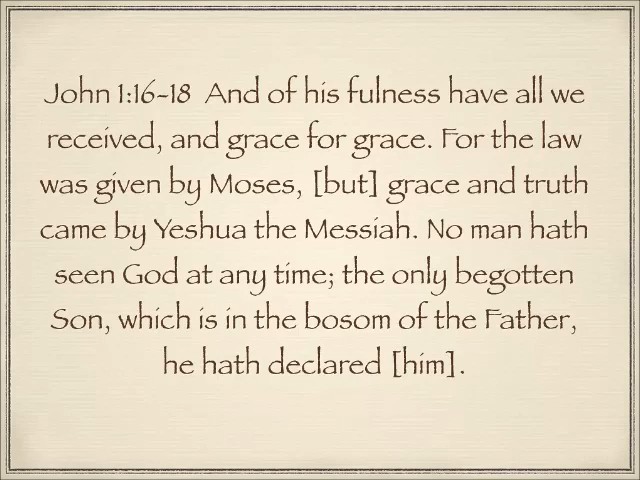 John 1:16-18  And of his fulness have all we
received, and grace for grace. For the law
was given by Moses, [but] grace and truth
came by Yeshua the Messiah. No man hath
seen God at any time; the only begotten
Son, which is in the bosom of the Father,
he hath declared [him].